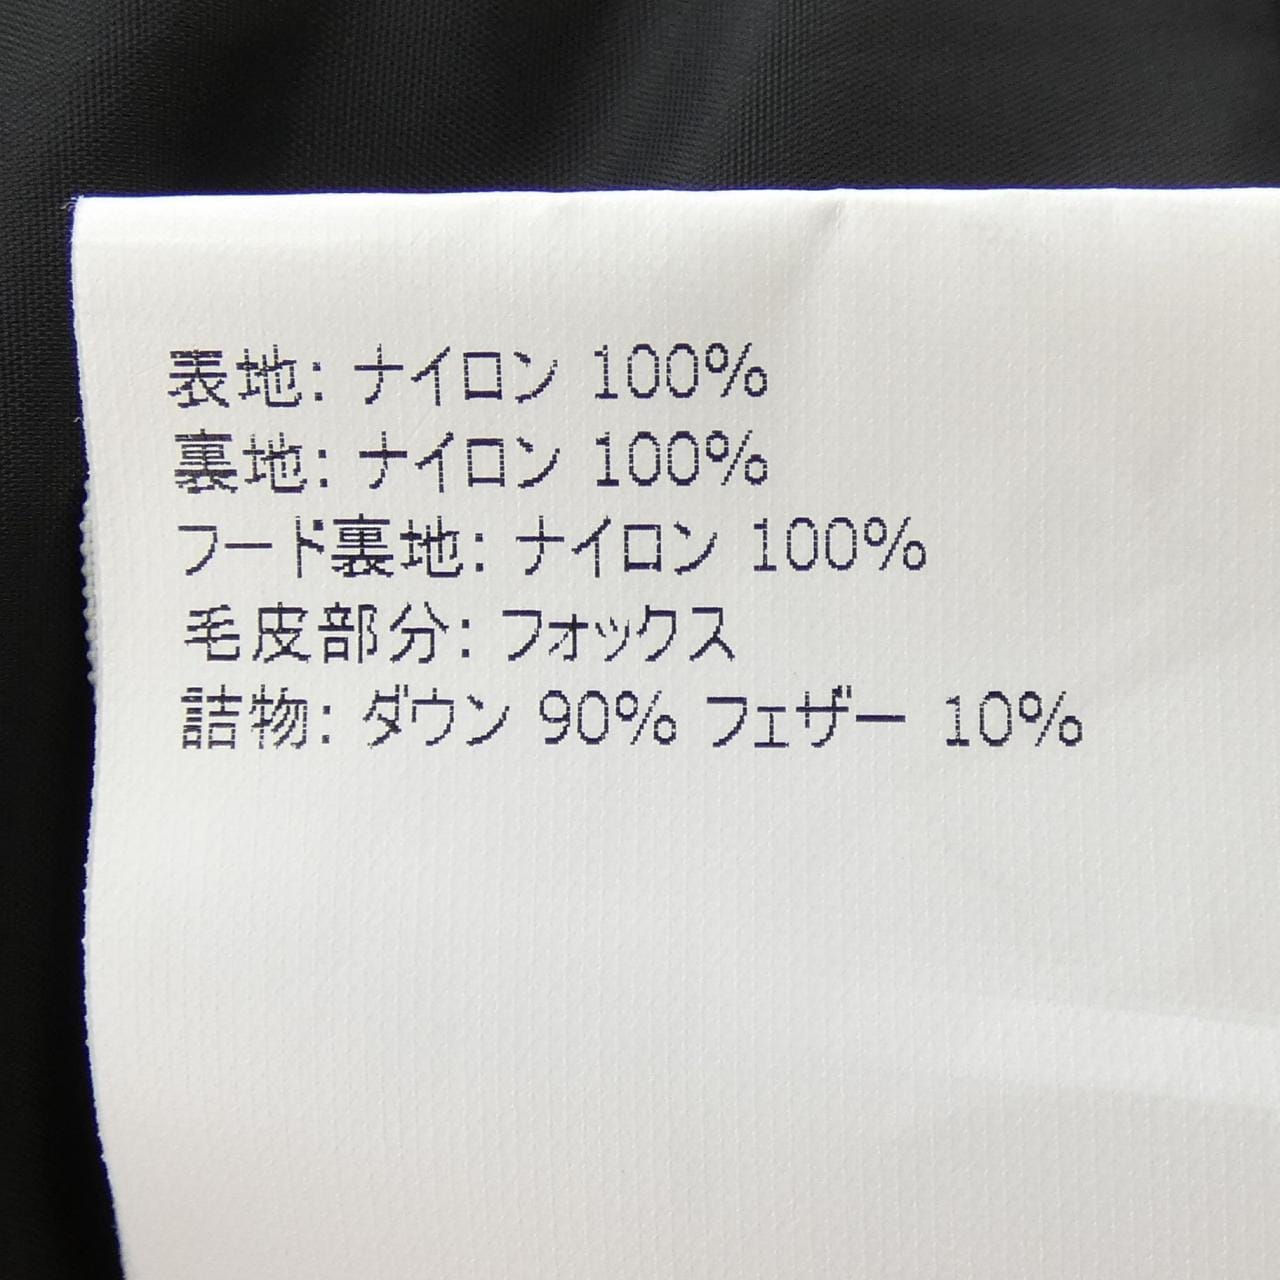 表地: ナイロン 100%
裏地: ナイロン 100%
フード裏地: ナイロン 100%
毛皮部分: フォックス
詰物: ダウン 90% フェザー 10%